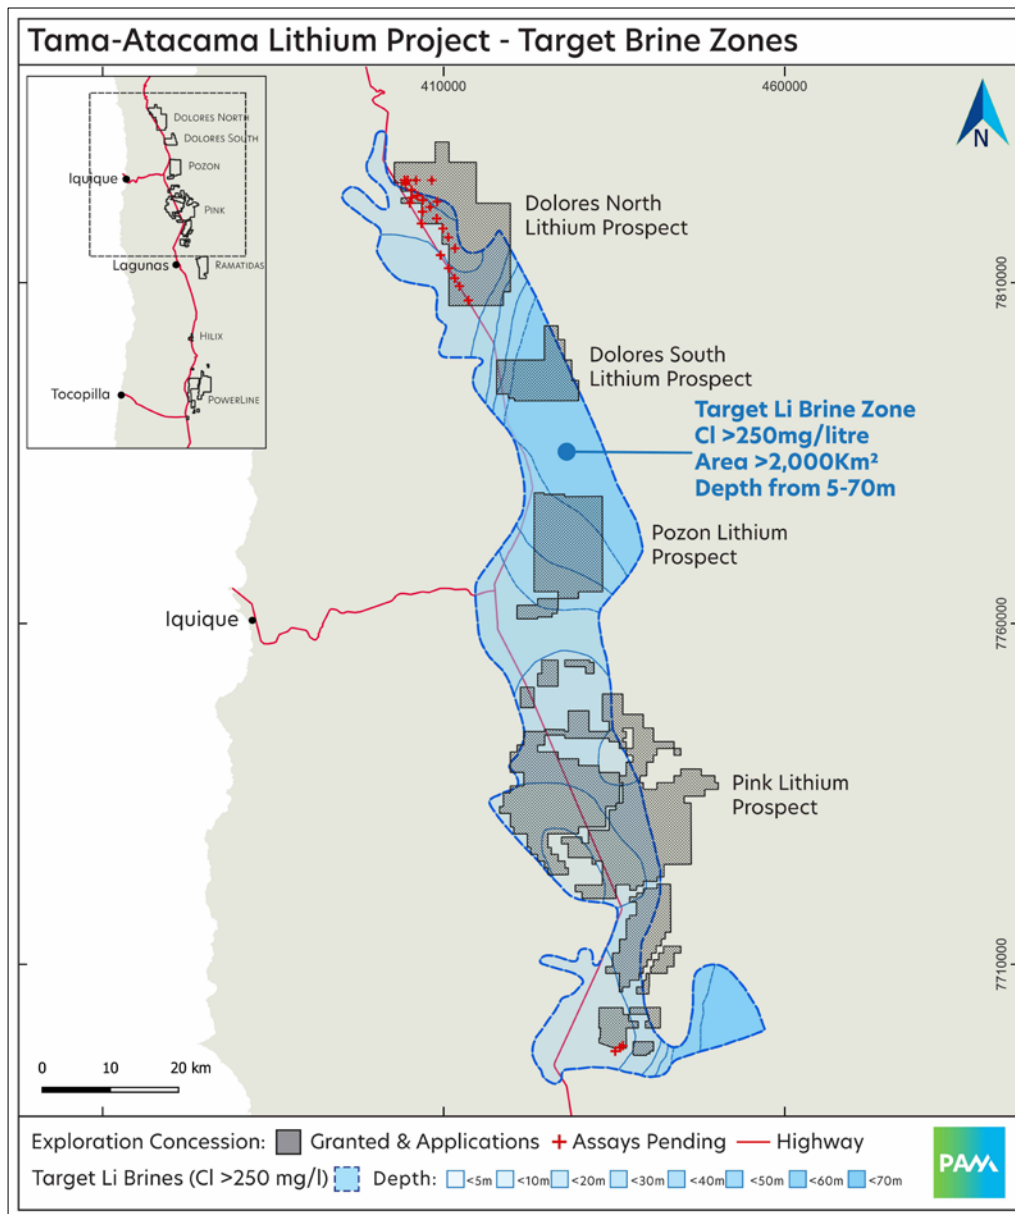 Tama-Atacama Lithium Project - Target Brine Zones
410000
460000
N
DOLORES NORTH
DOLORES SOUTH
POZON
Iquique
PINK
Lagunas
RAMATIDAS
HILIX
Tocopilla
POWERLINE
Dolores North
Lithium Prospect
7810000
Dolores South
Lithium Prospect
Target Li Brine Zone
Cl >250mg/litre
Area >2,000Km²
Depth from 5-70m
Pozon Lithium
Prospect
Iquique
7760000
Pink Lithium
Prospect
7710000
0 10 20 km
Exploration Concession: Granted & Applications Assays Pending Highway
Target Li Brines (Cl >250 mg/l) Depth: <5m <10m <20m <30m <40m <50m <60m <70m
PAM